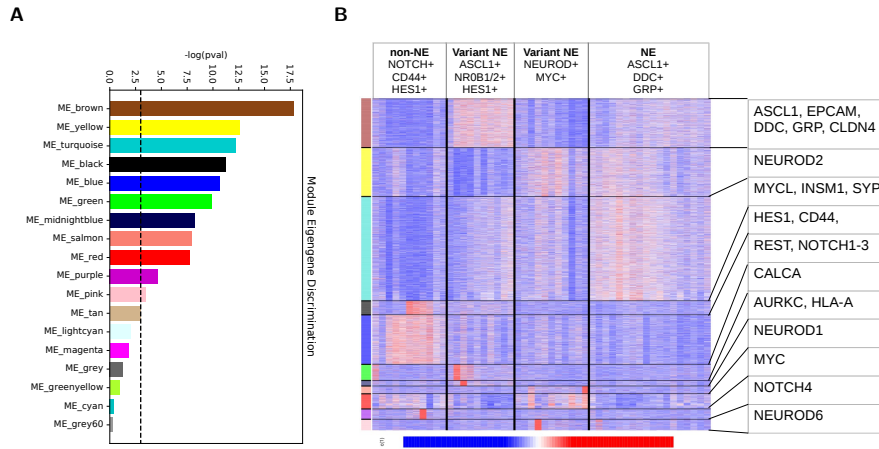 A
B
-log(pval)
0.0
2.5
5.0
7.5
10.0
12.5
15.0
17.5
ME_brown
ME_yellow
ME_turquoise
ME_black
ME_blue
ME_green
ME_midnightblue
ME_salmon
ME_red
ME_purple
ME_pink
ME_tan
ME_lightcyan
ME_magenta
ME_grey
ME_greenyellow
ME_cyan
ME_grey60
Module Eigengene Discrimination
non-NE
NOTCH+
CD44+
HES1+
Variant NE
ASCL1+
NR0B1/2+
HES1+
Variant NE
NEUROD+
MYC+
NE
ASCL1+
DDC+
GRP+
ASCL1, EPCAM,
DDC, GRP, CLDN4
NEUROD2
MYCL, INSM1, SYP
HES1, CD44,
REST, NOTCH1-3
CALCA
AURKC, HLA-A
NEUROD1
MYC
NOTCH4
NEUROD6